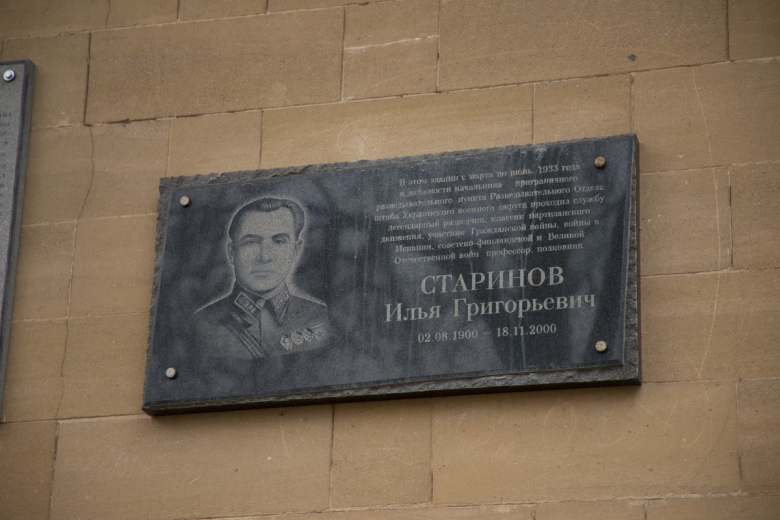 В этом здании с марта по июнь 1933 года
в должности начальника приграничного
разведывательного пункта Разведывательного Отдела
штаба Украинского военного округа проходил службу
легендарный разведчик, классик партизанского
движения, участник Гражданской войны, войны в
Испании, советско-финляндской и Великой
Отечественной войн профессор, полковник
СТАРИНОВ
Илья Григорьевич
02.08.1900 – 18.11.2000